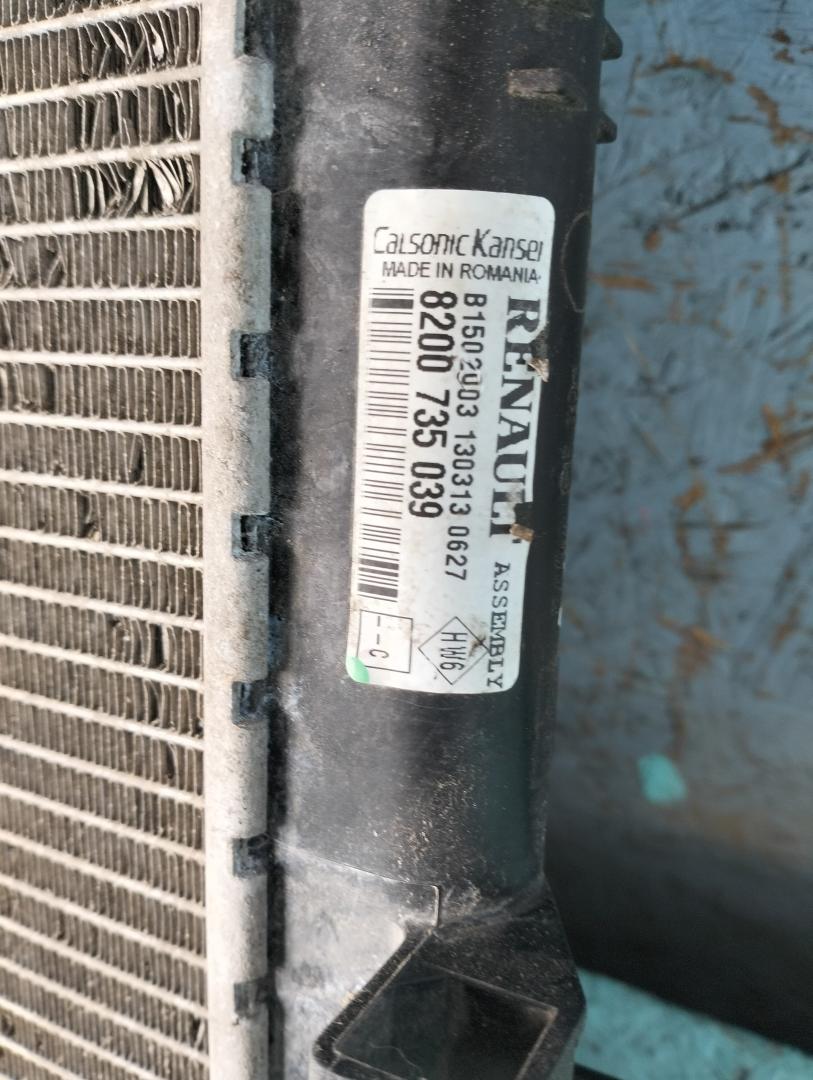 Calsonic Kansei
MADE IN ROMANIA
RENAULT ASSEMBLY
B1502903 130313 0627
8200 735 039
HW6
--C